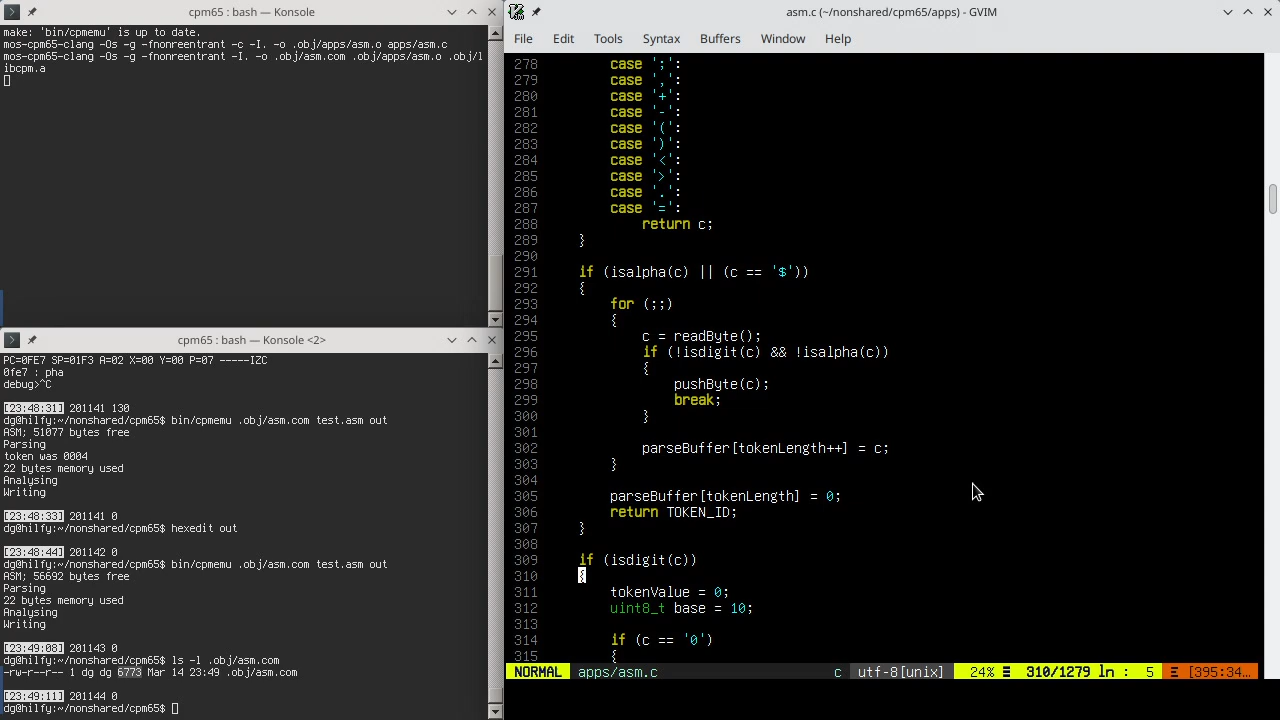 cpm65 : bash — Konsole
make: 'bin/cpmemu' is up to date.
mos-cpm65-clang -Os -g -fnonreentrant -c -I. -o .obj/apps/asm.o apps/asm.c
mos-cpm65-clang -Os -g -fnonreentrant -I. -o .obj/asm.com .obj/apps/asm.o .obj/l
ibcpm.a
cpm65 : bash — Konsole <2>
PC=0FE7 SP=01F3 A=02 X=00 Y=00 P=07 -----IZC
0fe7 : pha
debug>^C
[23:48:31] 201141 130
dg@hilfy:~/nonshared/cpm65$ bin/cpmemu .obj/asm.com test.asm out
ASM; 51077 bytes free
Parsing
token was 0004
22 bytes memory used
Analysing
Writing
[23:48:33] 201141 0
dg@hilfy:~/nonshared/cpm65$ hexedit out
[23:48:44] 201142 0
dg@hilfy:~/nonshared/cpm65$ bin/cpmemu .obj/asm.com test.asm out
ASM; 56692 bytes free
Parsing
22 bytes memory used
Analysing
Writing
[23:49:08] 201143 0
dg@hilfy:~/nonshared/cpm65$ ls -l .obj/asm.com
-rw-r--r-- 1 dg dg 6773 Mar 14 23:49 .obj/asm.com
[23:49:11] 201144 0
dg@hilfy:~/nonshared/cpm65$
asm.c (~/nonshared/cpm65/apps) - GVIM
File Edit Tools Syntax Buffers Window Help
278 case ';':
279 case ',':
280 case '+':
281 case '-':
282 case '(':
283 case ')':
284 case '<':
285 case '>':
286 case '.':
287 case '=':
288 return c;
289 }
290
291 if (isalpha(c) || (c == '$'))
292 {
293 for (;;)
294 {
295 c = readByte();
296 if (!isdigit(c) && !isalpha(c))
297 {
298 pushByte(c);
299 break;
300 }
301
302 parseBuffer[tokenLength++] = c;
303 }
304
305 parseBuffer[tokenLength] = 0;
306 return TOKEN_ID;
307 }
308
309 if (isdigit(c))
310 {
311 tokenValue = 0;
312 uint8_t base = 10;
313
314 if (c == '0')
315 {
NORMAL apps/asm.c c utf-8[unix] 24% ☰ 310/1279 ln : 5 Ξ [395:34...